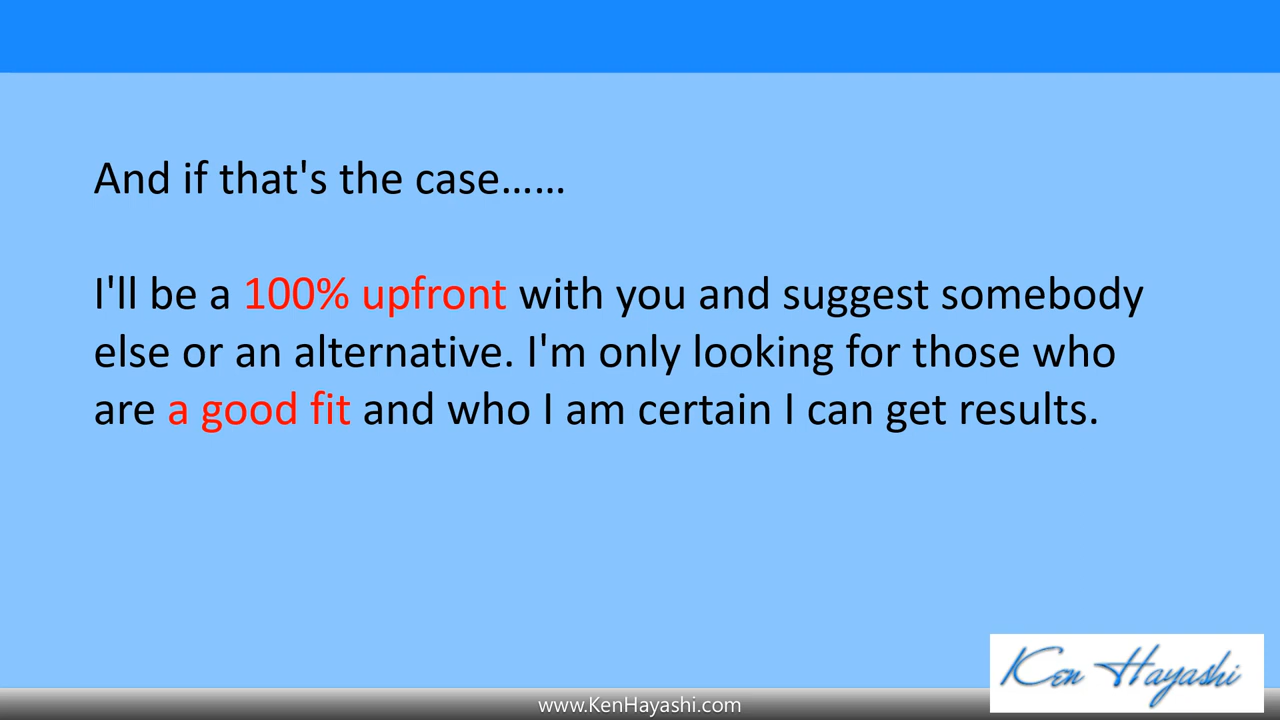 And if that's the case......
I'll be a 100% upfront with you and suggest somebody
else or an alternative. I'm only looking for those who
are a good fit and who I am certain I can get results.
Ken Hayashi
www.KenHayashi.com